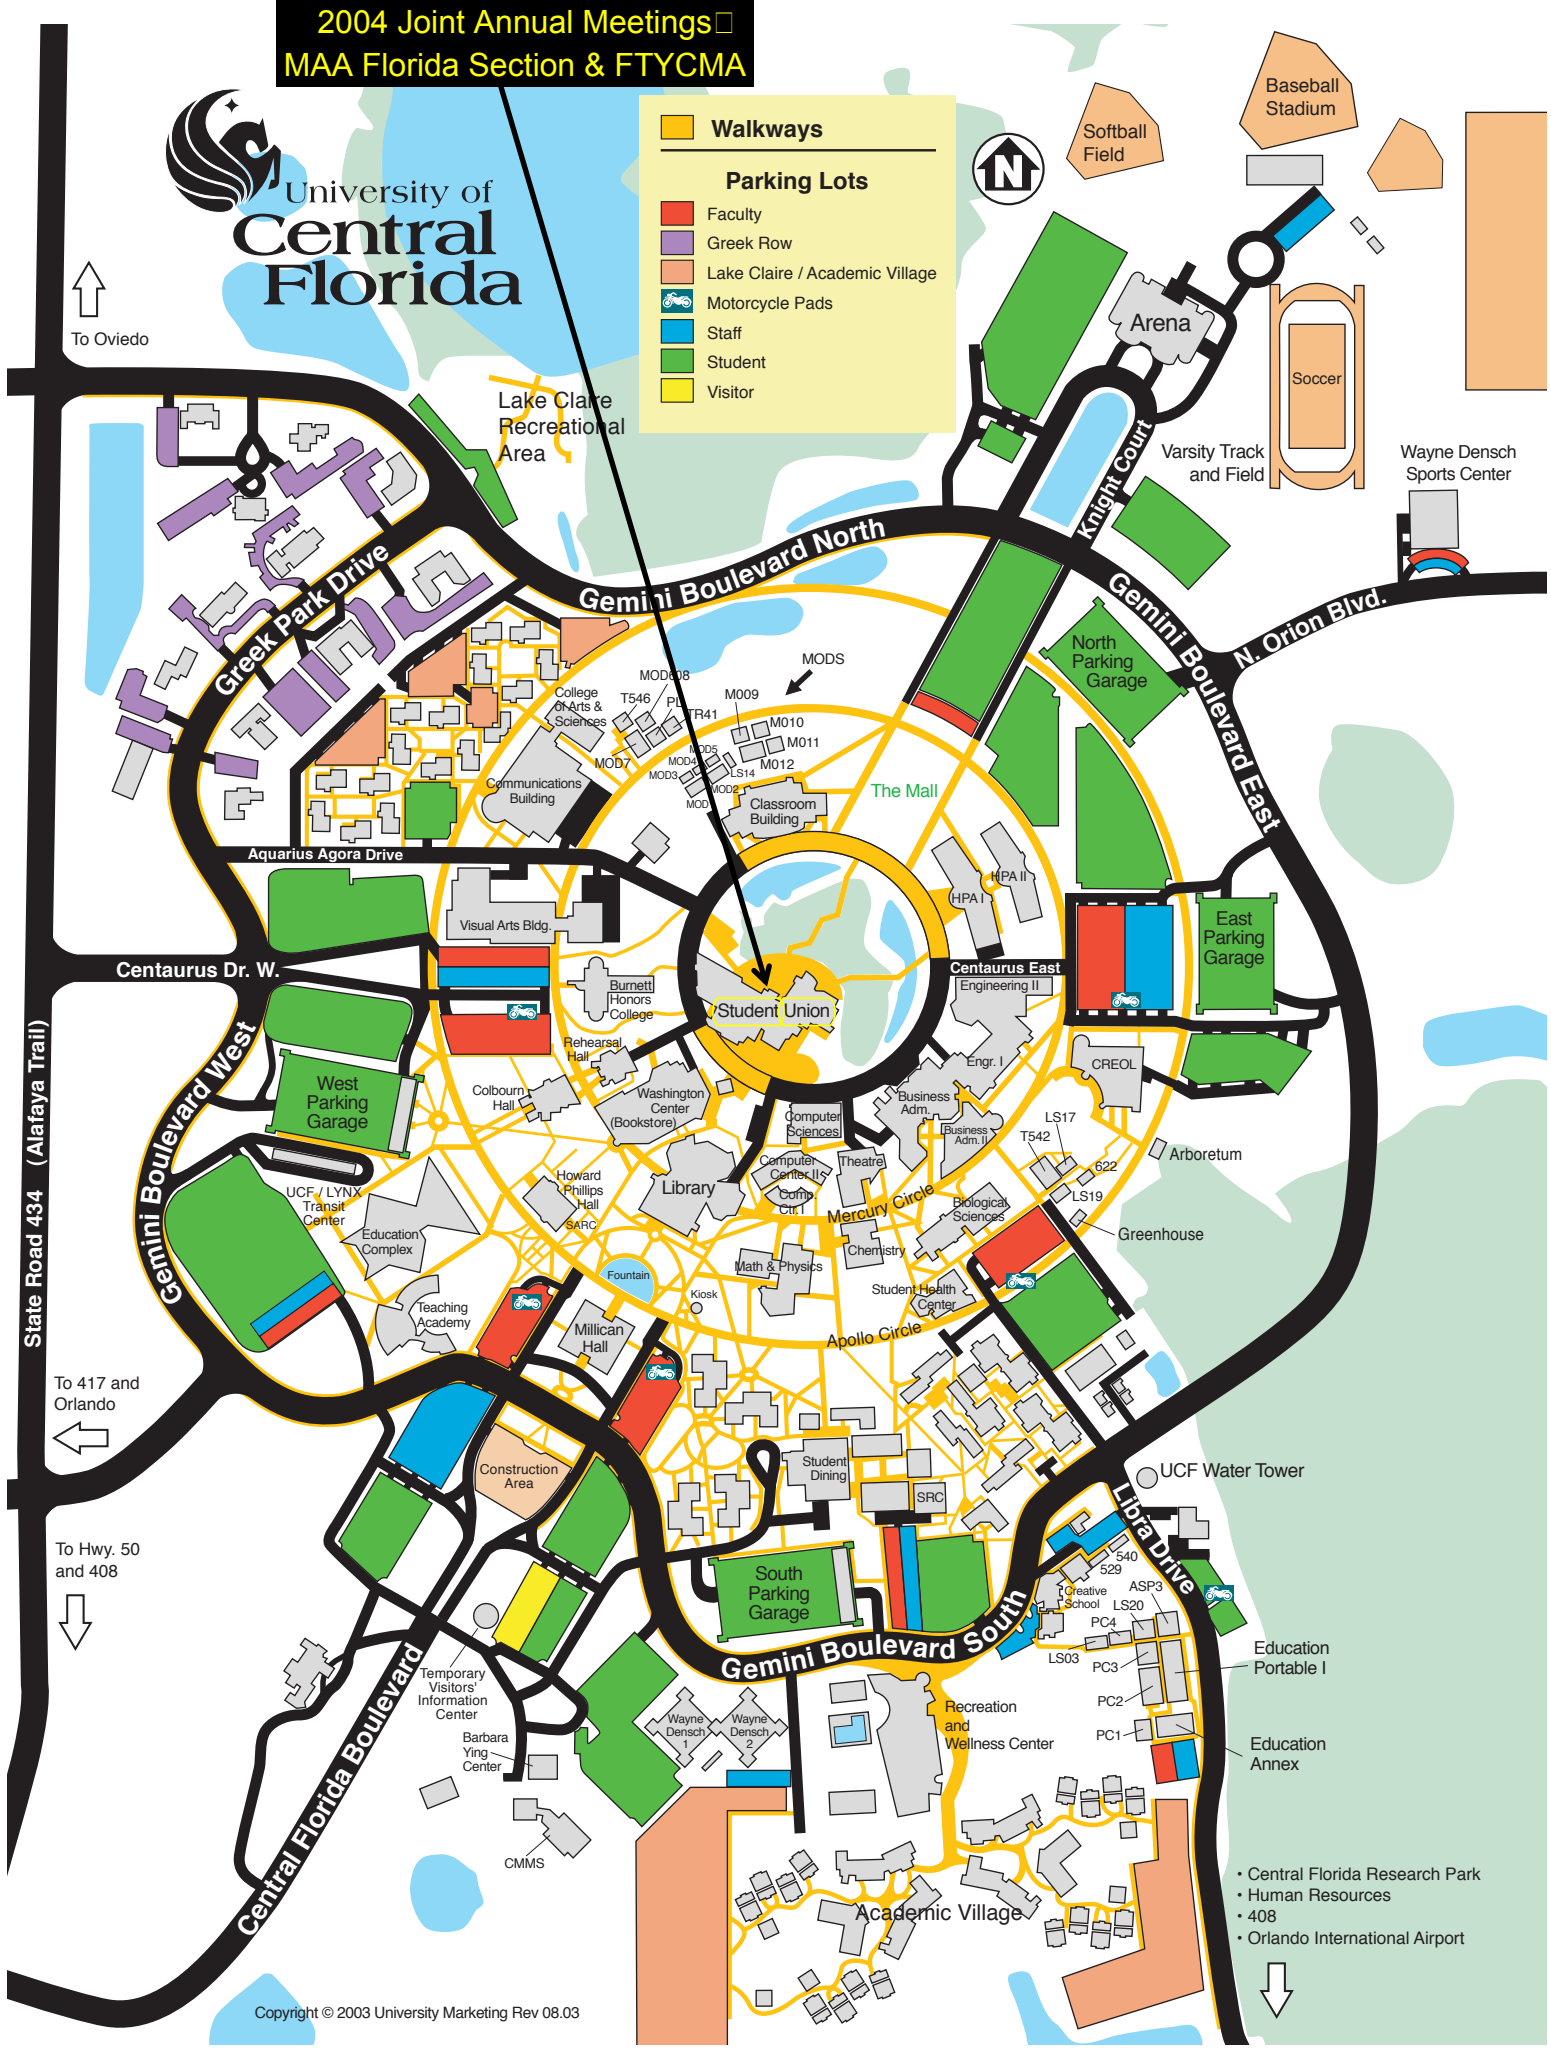 2004 Joint Annual Meetings
MAA Florida Section & FTYCMA
University of
Central
Florida
Walkways
Parking Lots
Faculty
Greek Row
Lake Claire / Academic Village
Motorcycle Pads
Staff
Student
Visitor
N
Softball
Field
Baseball
Stadium
To Oviedo
Arena
Soccer
Lake Claire
Recreational
Area
Knight Court
Varsity Track
and Field
Wayne Densch
Sports Center
Gemini Boulevard North
Greek Park Drive
Gemini Boulevard East
N. Orion Blvd.
North
Parking
Garage
MODS
MOD608
T546
PL
TR41
College
of Arts &
Sciences
M009
M010
M011
M012
MOD7
MOD5
MOD4
MOD3
LS14
MOD2
MOD
Communications
Building
Classroom
Building
The Mall
Aquarius Agora Drive
HPA II
HPA I
Visual Arts Bldg.
East
Parking
Garage
Centaurus Dr. W.
Centaurus East
Engineering II
Burnett
Honors
College
Student Union
State Road 434 (Alafaya Trail)
Gemini Boulevard West
Rehearsal
Hall
Engr. I
CREOL
West
Parking
Garage
Colbourn
Hall
Washington
Center
(Bookstore)
Business
Adm.
Computer
Sciences
Business
Adm. II
LS17
T542
622
LS19
Arboretum
Greenhouse
UCF / LYNX
Transit
Center
Howard
Phillips
Hall
SARC
Library
Computer
Center II
Comp.
Ctr. I
Theatre
Mercury Circle
Biological
Sciences
Education
Complex
Chemistry
Math & Physics
Fountain
Kiosk
Student Health
Center
Teaching
Academy
Millican
Hall
Apollo Circle
To 417 and
Orlando
Construction
Area
Student
Dining
SRC
UCF Water Tower
Libra Drive
To Hwy. 50
and 408
South
Parking
Garage
540
529
Creative
School
ASP3
LS20
PC4
LS03
PC3
PC2
PC1
Education
Portable I
Education
Annex
Gemini Boulevard South
Temporary
Visitors'
Information
Center
Barbara
Ying
Center
Wayne
Densch
1
Wayne
Densch
2
Recreation
and
Wellness Center
Central Florida Boulevard
CMMS
Academic Village
• Central Florida Research Park
• Human Resources
• 408
• Orlando International Airport
Copyright © 2003 University Marketing Rev 08.03